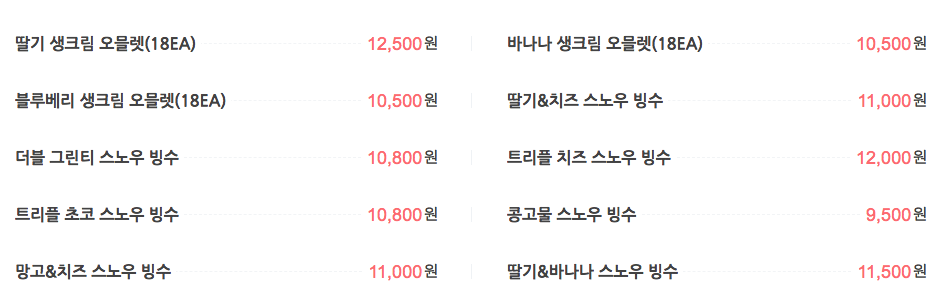 딸기 생크림 오믈렛(18EA) 12,500원 바나나 생크림 오믈렛(18EA) 10,500원
블루베리 생크림 오믈렛(18EA) 10,500원 딸기&치즈 스노우 빙수 11,000원
더블 그린티 스노우 빙수 10,800원 트리플 치즈 스노우 빙수 12,000원
트리플 초코 스노우 빙수 10,800원 콩고물 스노우 빙수 9,500원
망고&치즈 스노우 빙수 11,000원 딸기&바나나 스노우 빙수 11,500원